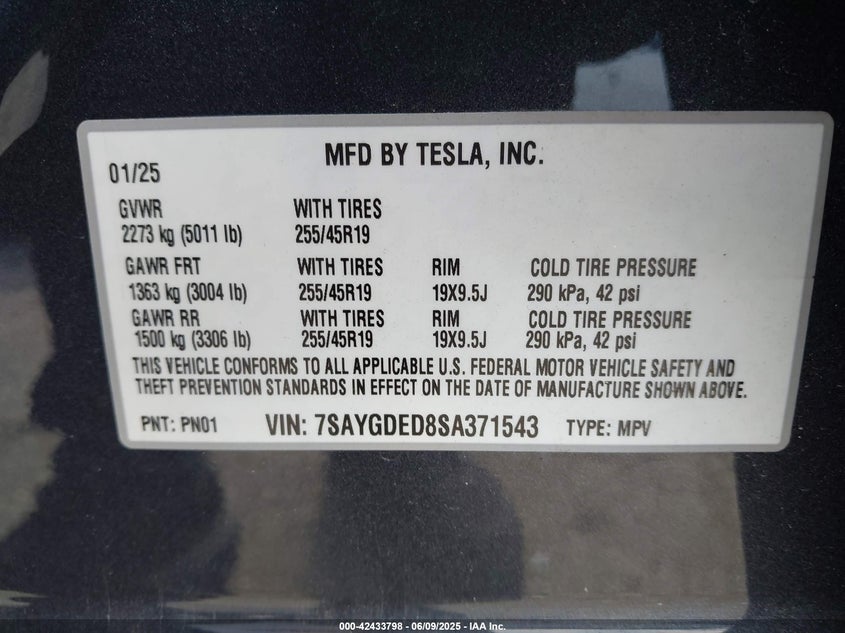 MFD BY TESLA, INC.
01/25
GVWR WITH TIRES
2273 kg (5011 lb) 255/45R19
GAWR FRT WITH TIRES RIM COLD TIRE PRESSURE
1363 kg (3004 lb) 255/45R19 19X9.5J 290 kPa, 42 psi
GAWR RR WITH TIRES RIM COLD TIRE PRESSURE
1500 kg (3306 lb) 255/45R19 19X9.5J 290 kPa, 42 psi
THIS VEHICLE CONFORMS TO ALL APPLICABLE U.S. FEDERAL MOTOR VEHICLE SAFETY AND
THEFT PREVENTION STANDARDS IN EFFECT ON THE DATE OF MANUFACTURE SHOWN ABOVE.
PNT: PN01 VIN: 7SAYGDED8SA371543 TYPE: MPV
000-42433798 - 06/09/2025 - IAA Inc.